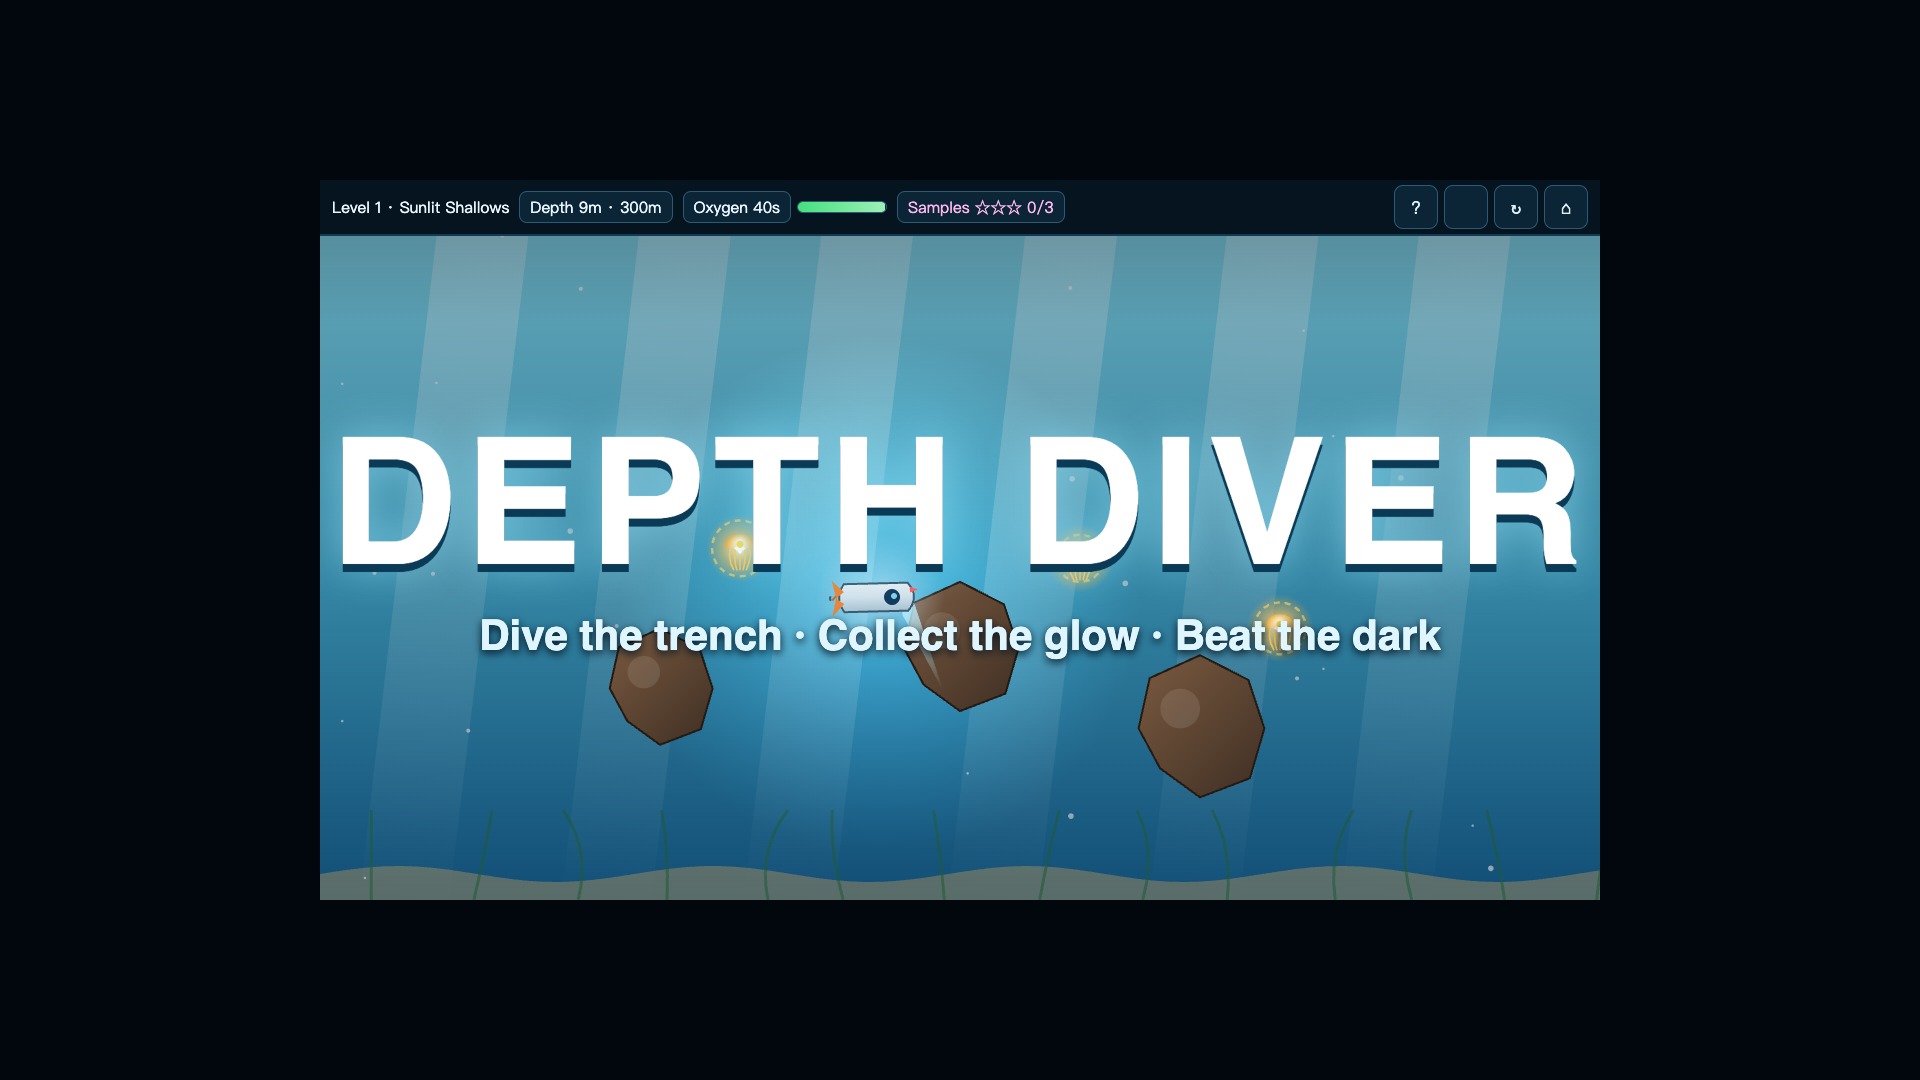 Level 1 · Sunlit Shallows Depth 9m · 300m Oxygen 40s Samples ☆☆☆ 0/3 ? ↻ ⌂
DEPTH DIVER
Dive the trench · Collect the glow · Beat the dark